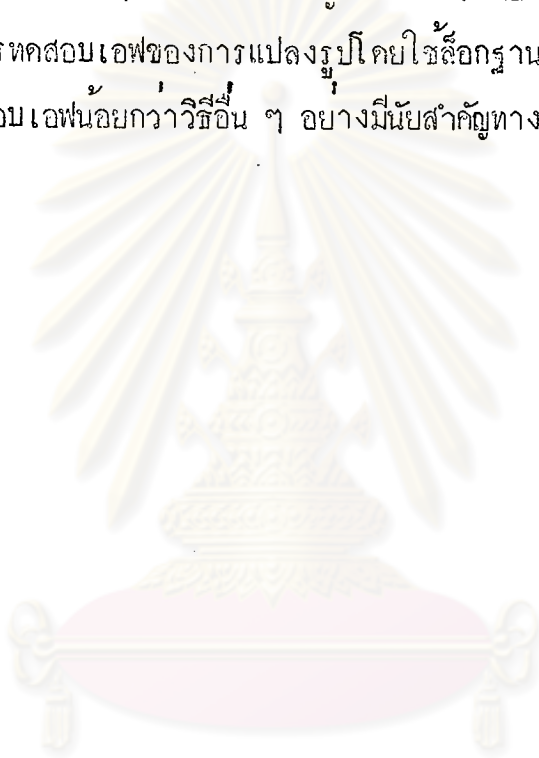 รทดสอบเอฟของการแปลงรูปโดยใช้ล็อกฐาน
อบเอฟน้อยกว่าวิธีอื่น ๆ อย่างมีนัยสำคัญทาง